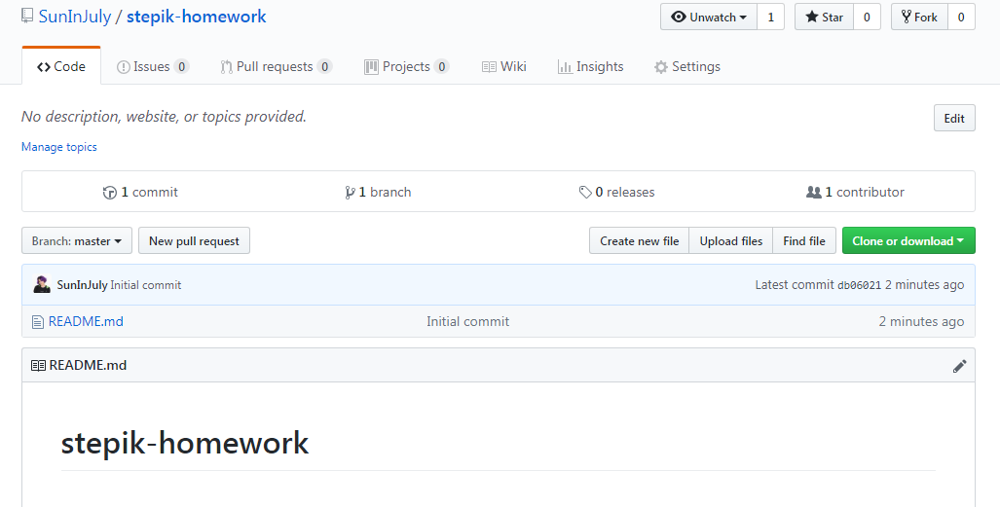 SunInJuly / stepik-homework Unwatch 1 Star 0 Fork 0
Code Issues 0 Pull requests 0 Projects 0 Wiki Insights Settings
No description, website, or topics provided. Edit
Manage topics
1 commit 1 branch 0 releases 1 contributor
Branch: master New pull request Create new file Upload files Find file Clone or download
SunInJuly Initial commit Latest commit db06021 2 minutes ago
README.md Initial commit 2 minutes ago
README.md
stepik-homework